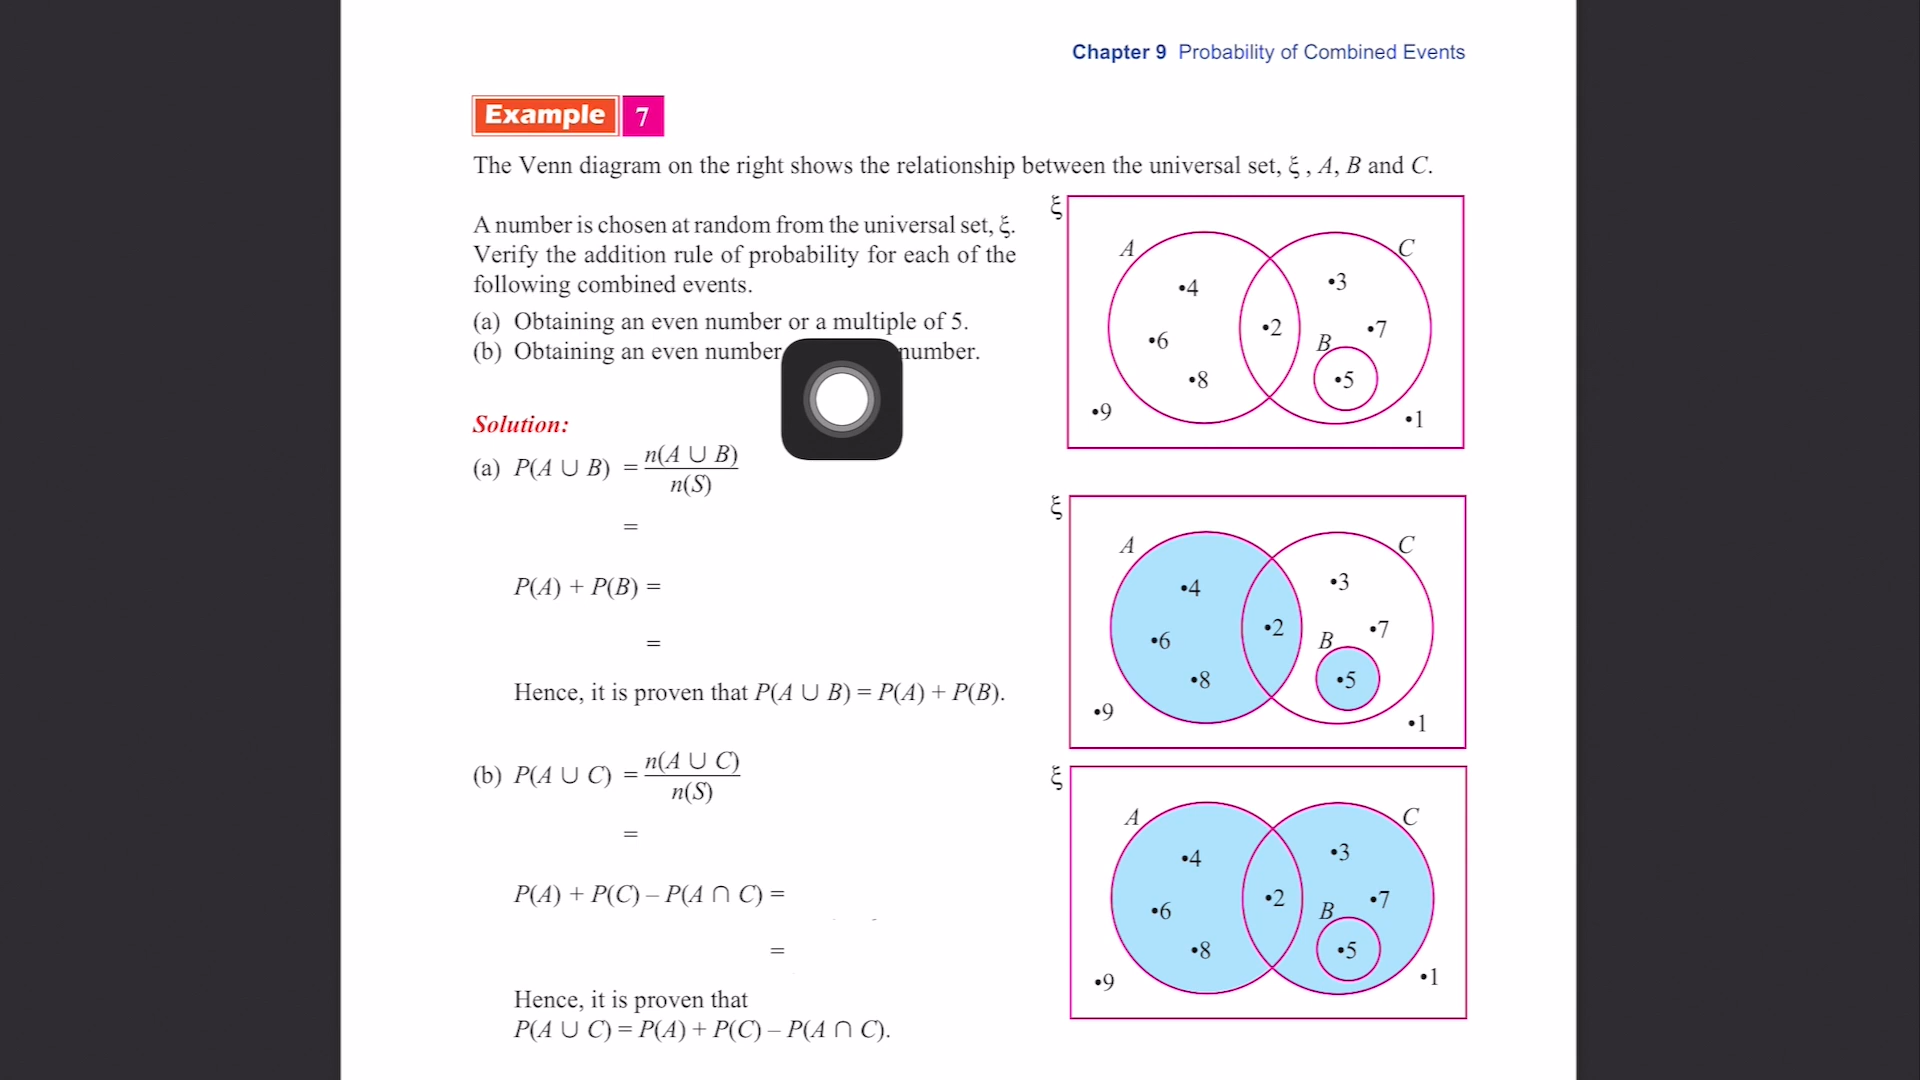 Chapter 9 Probability of Combined Events
Example 7
The Venn diagram on the right shows the relationship between the universal set, ξ , A, B and C.
A number is chosen at random from the universal set, ξ.
Verify the addition rule of probability for each of the
following combined events.
(a) Obtaining an even number or a multiple of 5.
(b) Obtaining an even number number.
ξ
A
C
•4
•3
•2
•7
•6
B
•8
•5
•9
•1
Solution:
(a) P(A ∪ B) = n(A ∪ B)
n(S)
=
P(A) + P(B) =
=
Hence, it is proven that P(A ∪ B) = P(A) + P(B).
ξ
A
C
•4
•3
•2
•7
•6
B
•8
•5
•9
•1
(b) P(A ∪ C) = n(A ∪ C)
n(S)
=
P(A) + P(C) – P(A ∩ C) =
=
Hence, it is proven that
P(A ∪ C) = P(A) + P(C) – P(A ∩ C).
ξ
A
C
•4
•3
•2
•7
•6
B
•8
•5
•9
•1